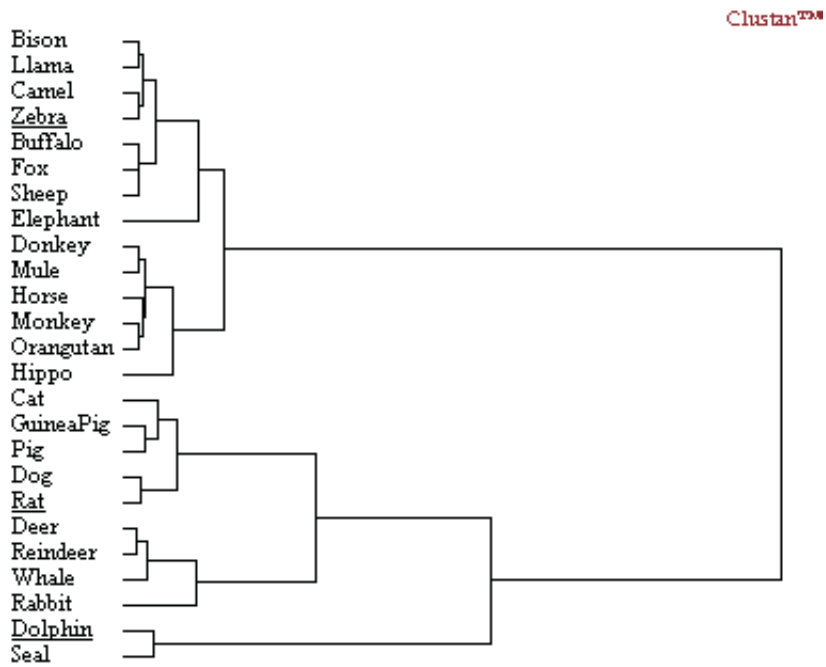 Clustan™
Bison
Llama
Camel
Zebra
Buffalo
Fox
Sheep
Elephant
Donkey
Mule
Horse
Monkey
Orangutan
Hippo
Cat
GuineaPig
Pig
Dog
Rat
Deer
Reindeer
Whale
Rabbit
Dolphin
Seal